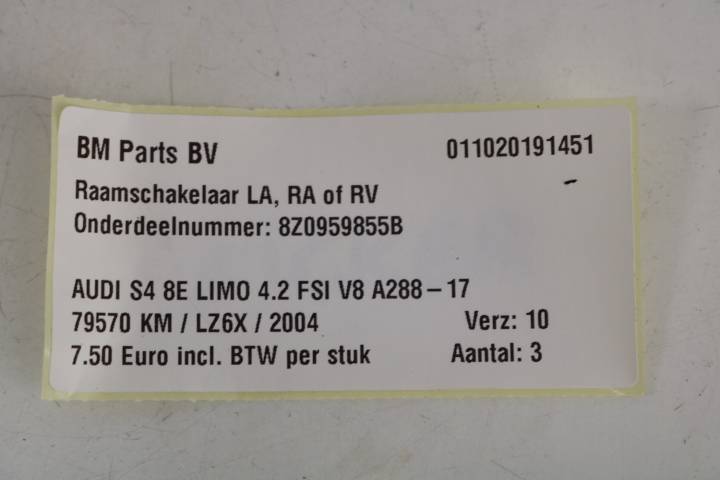 BM Parts BV 011020191451
Raamschakelaar LA, RA of RV
Onderdeelnummer: 8Z0959855B
AUDI S4 8E LIMO 4.2 FSI V8 A288-17
79570 KM / LZ6X / 2004 Verz: 10
7.50 Euro incl. BTW per stuk Aantal: 3